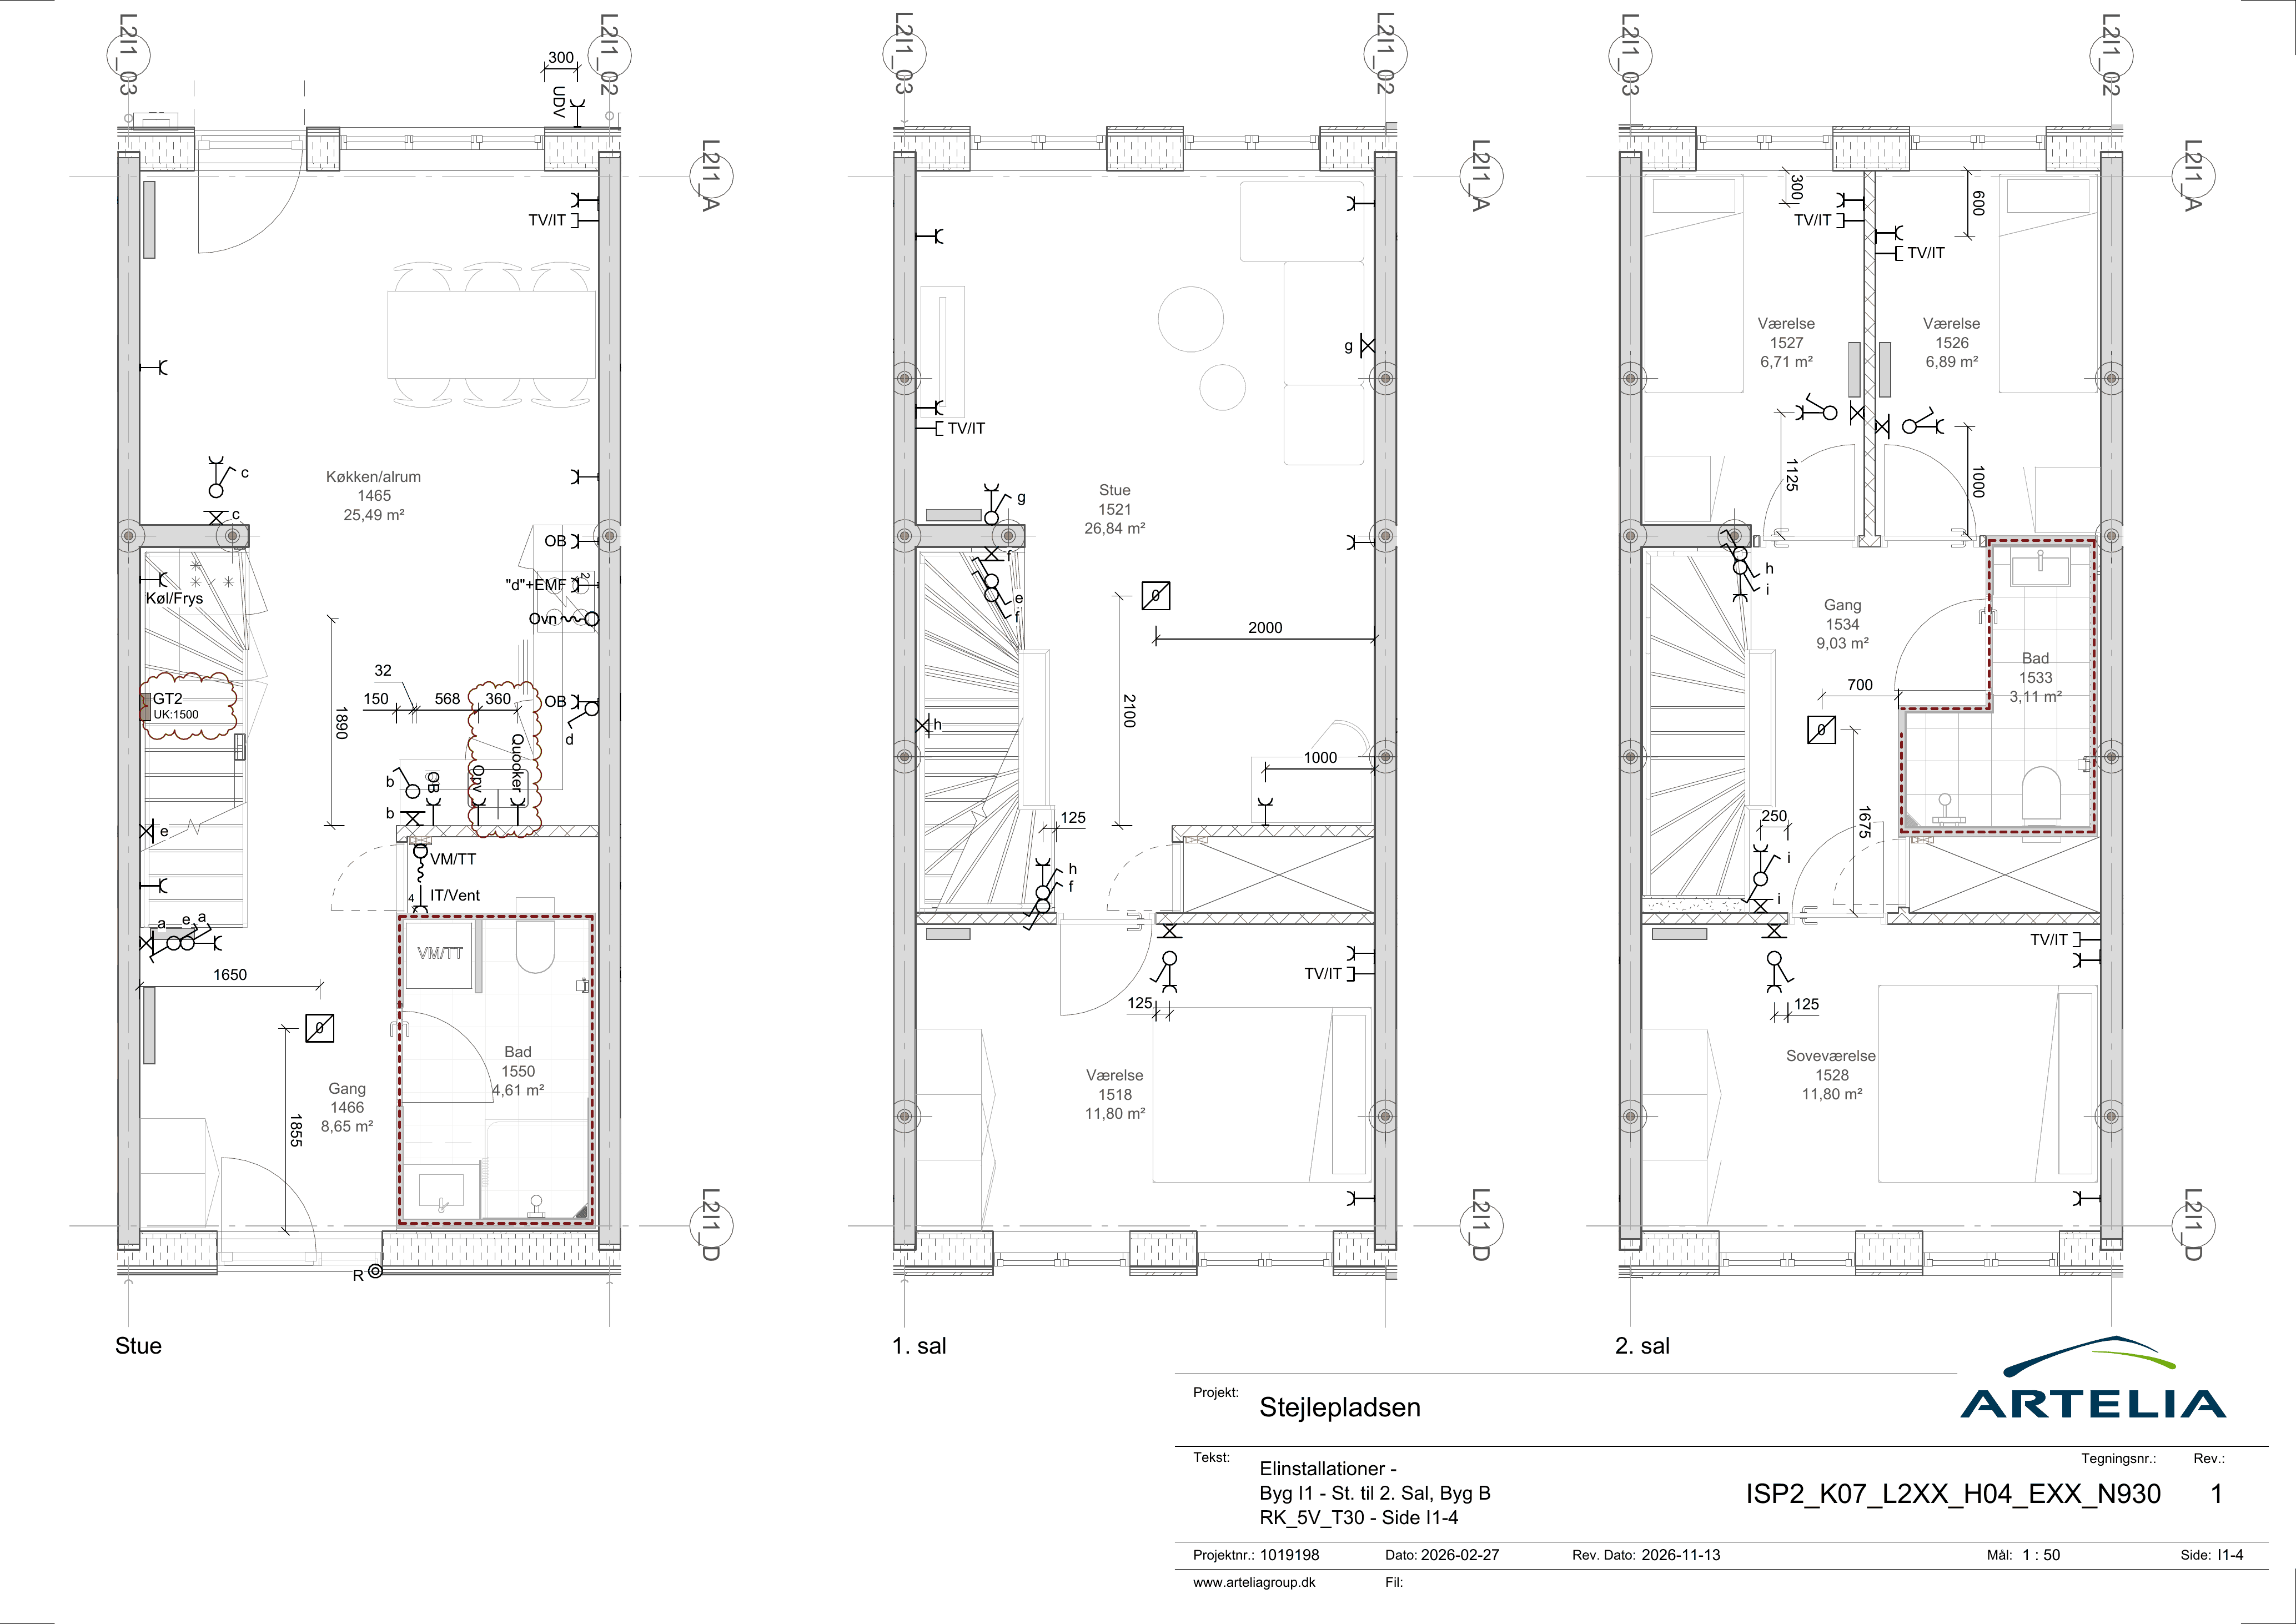 L2I1_03
L2I1_02
300
UDV
L2I1_A
TV/IT
Køkken/alrum
1465
25,49 m²
c
c
OB
"d"+EMF
2
Ovn
Køl/Frys
GT2
UK:1500
32
150
568
360
1890
OB
d
Quooker
Opv
OB
b
b
e
VM/TT
IT/Vent
4
a
e
a
VM/TT
1650
Bad
1550
4,61 m²
Gang
1466
8,65 m²
1855
R
L2I1_D
Stue
L2I1_03
L2I1_02
L2I1_A
g
TV/IT
g
Stue
1521
26,84 m²
f
e
f
2000
2100
h
1000
125
h
f
TV/IT
125
Værelse
1518
11,80 m²
L2I1_D
1. sal
L2I1_03
L2I1_02
L2I1_A
300
TV/IT
600
TV/IT
Værelse
1527
6,71 m²
Værelse
1526
6,89 m²
1125
1000
h
i
Gang
1534
9,03 m²
Bad
1533
3,11 m²
700
1675
250
i
i
TV/IT
125
Soveværelse
1528
11,80 m²
L2I1_D
2. sal
ARTELIA
Projekt:
Stejlepladsen
Tekst:
Elinstallationer -
Byg I1 - St. til 2. Sal, Byg B
RK_5V_T30 - Side I1-4
Tegningsnr.: Rev.:
ISP2_K07_L2XX_H04_EXX_N930 1
Projektnr.: 1019198 Dato: 2026-02-27 Rev. Dato: 2026-11-13 Mål: 1 : 50 Side: I1-4
www.arteliagroup.dk Fil: